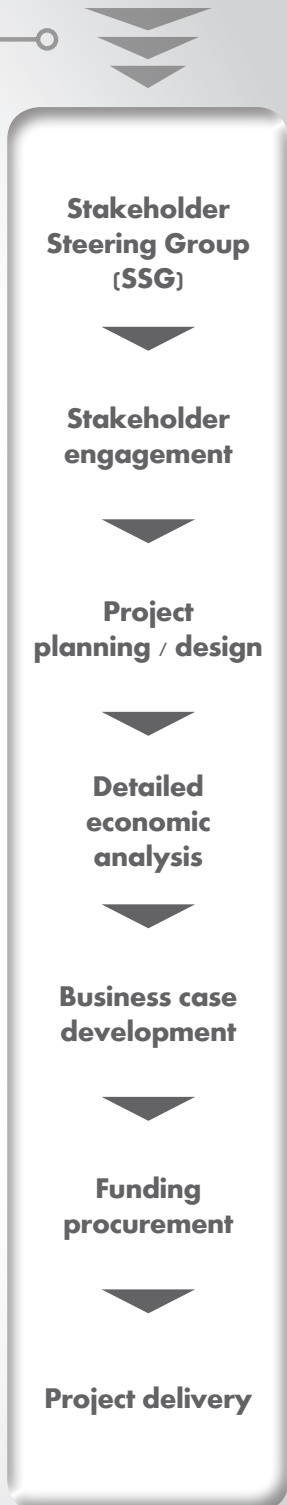 Stakeholder
Steering Group
(SSG)
Stakeholder
engagement
Project
planning / design
Detailed
economic
analysis
Business case
development
Funding
procurement
Project delivery